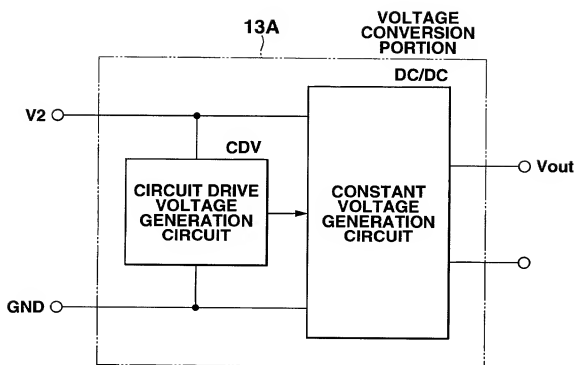 13A
VOLTAGE
CONVERSION
PORTION
DC/DC
V2
CDV
CIRCUIT DRIVE
VOLTAGE
GENERATION
CIRCUIT
CONSTANT
VOLTAGE
GENERATION
CIRCUIT
Vout
GND